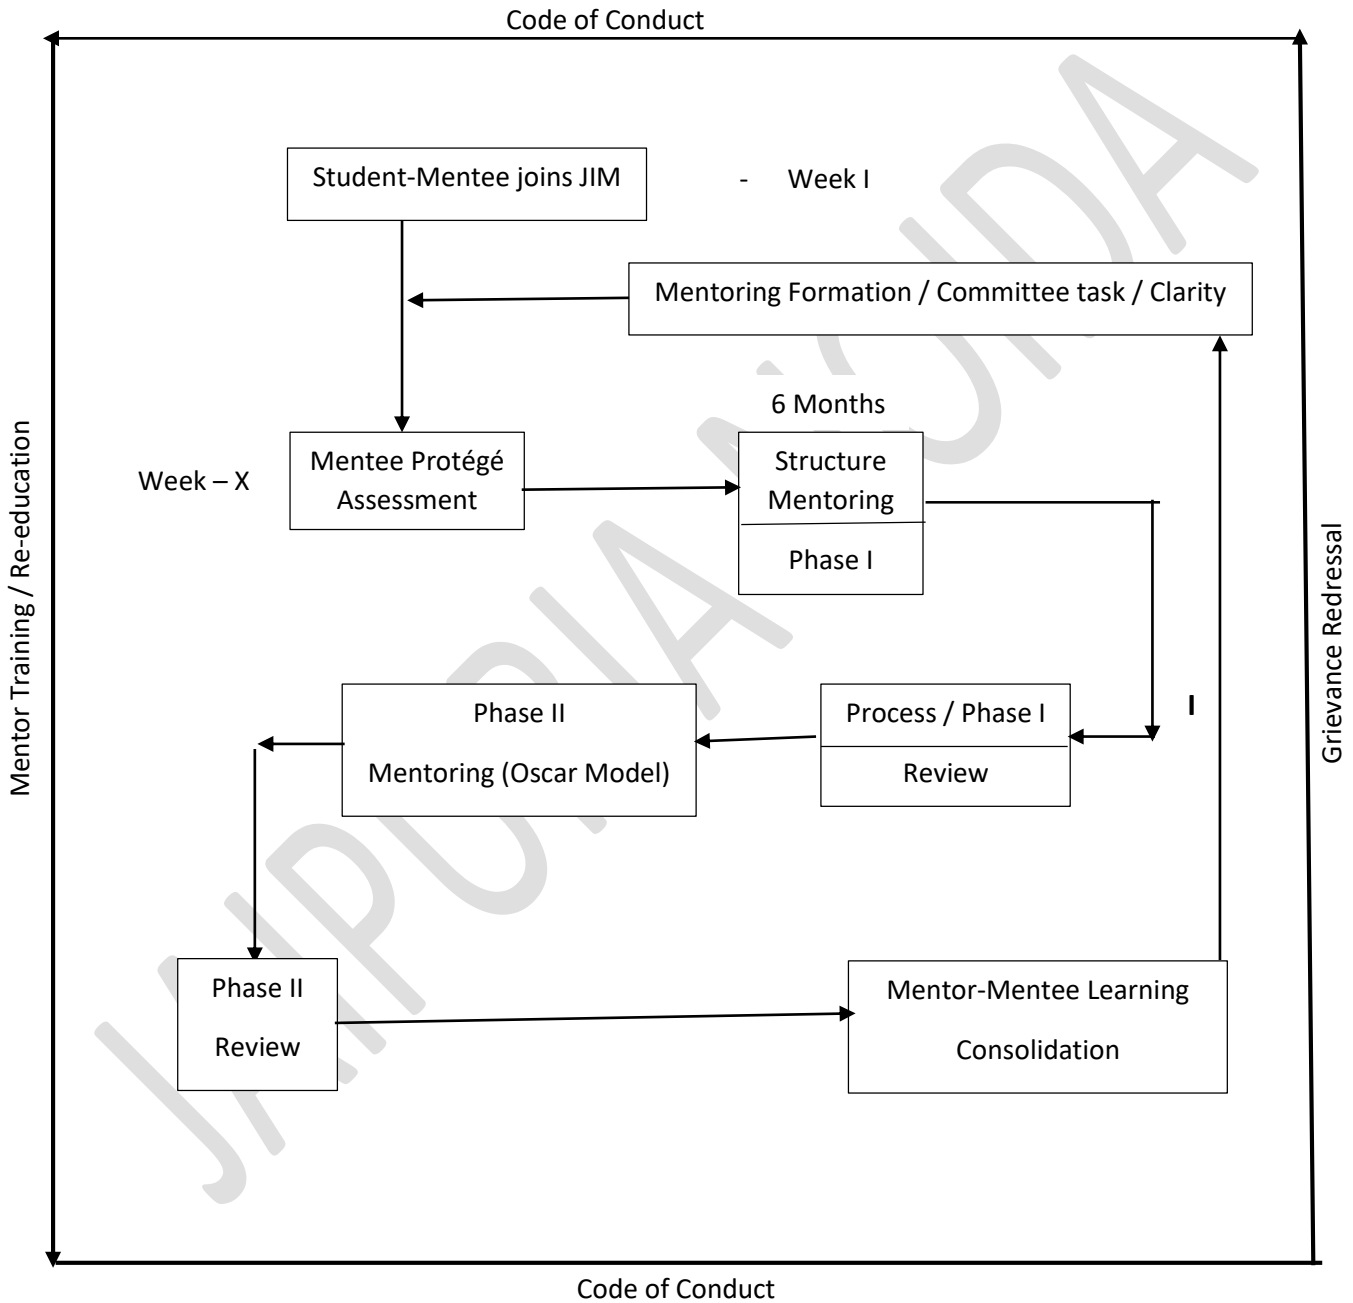 Code of Conduct
Student-Mentee joins JIM
- Week I
Mentoring Formation / Committee task / Clarity
6 Months
Week – X
Mentee Protégé
Assessment
Structure
Mentoring
Phase I
Mentor Training / Re-education
Grievance Redressal
Phase II
Mentoring (Oscar Model)
Process / Phase I
Review
I
Phase II
Review
Mentor-Mentee Learning
Consolidation
Code of Conduct
JAIPURIA NOIDA